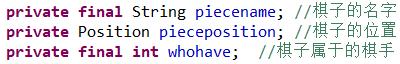 private final String piecename; //棋子的名字
private Position pieceposition; //棋子的位置
private final int whohave;  //棋子属于的棋手